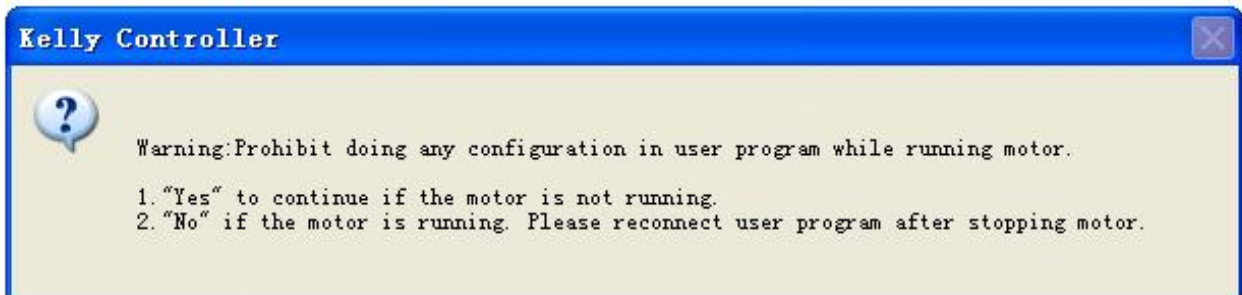 Kelly Controller
?
Warning:Prohibit doing any configuration in user program while running motor.
1."Yes" to continue if the motor is not running.
2."No" if the motor is running. Please reconnect user program after stopping motor.